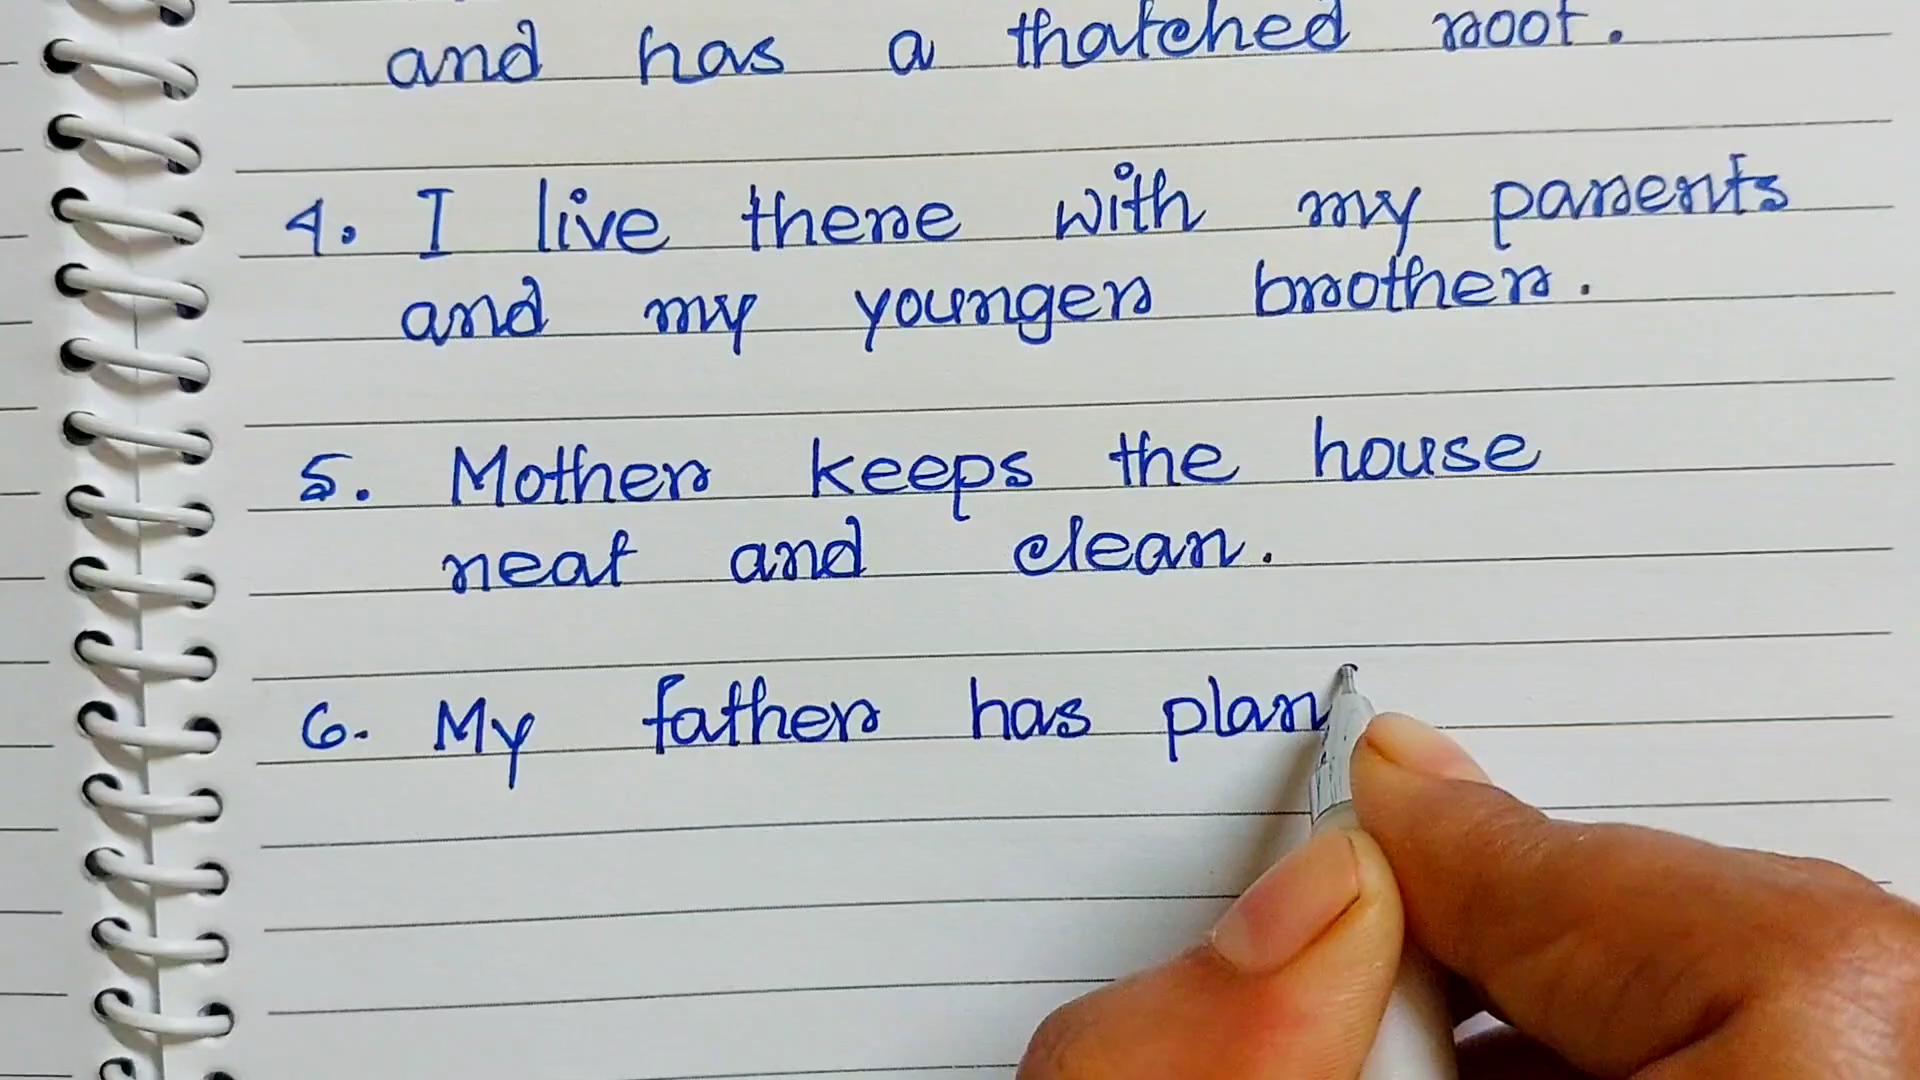 and has a thatched roof.
4. I live there with my parents
and my younger brother.
5. Mother keeps the house
neat and clean.
6. My father has plan